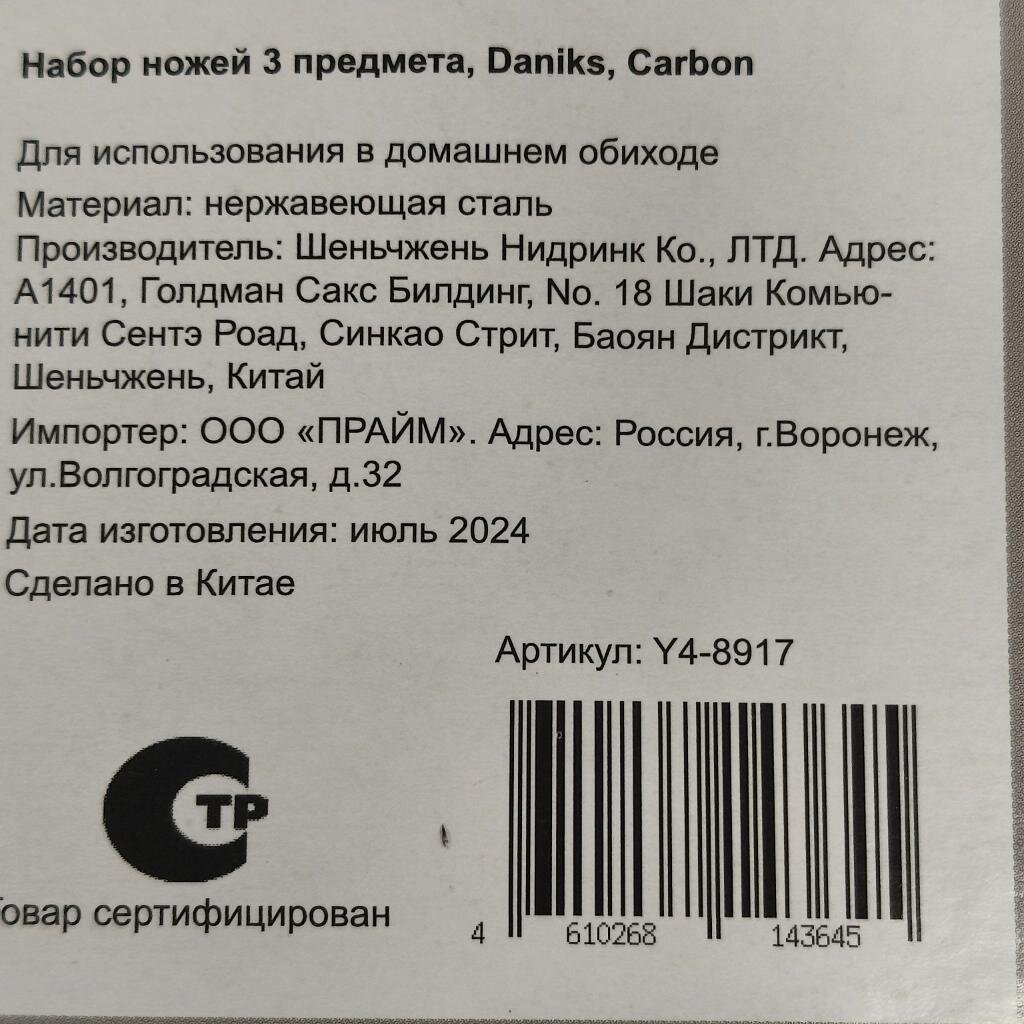 Набор ножей 3 предмета, Daniks, Carbon
Для использования в домашнем обиходе
Материал: нержавеющая сталь
Производитель: Шеньчжень Нидринк Ко., ЛТД. Адрес:
А1401, Голдман Сакс Билдинг, No. 18 Шаки Комью-
нити Сентэ Роад, Синкао Стрит, Баоян Дистрикт,
Шеньчжень, Китай
Импортер: ООО «ПРАЙМ». Адрес: Россия, г.Воронеж,
ул.Волгоградская, д.32
Дата изготовления: июль 2024
Сделано в Китае
Артикул: Y4-8917
СТР
Товар сертифицирован
4 610268 143645